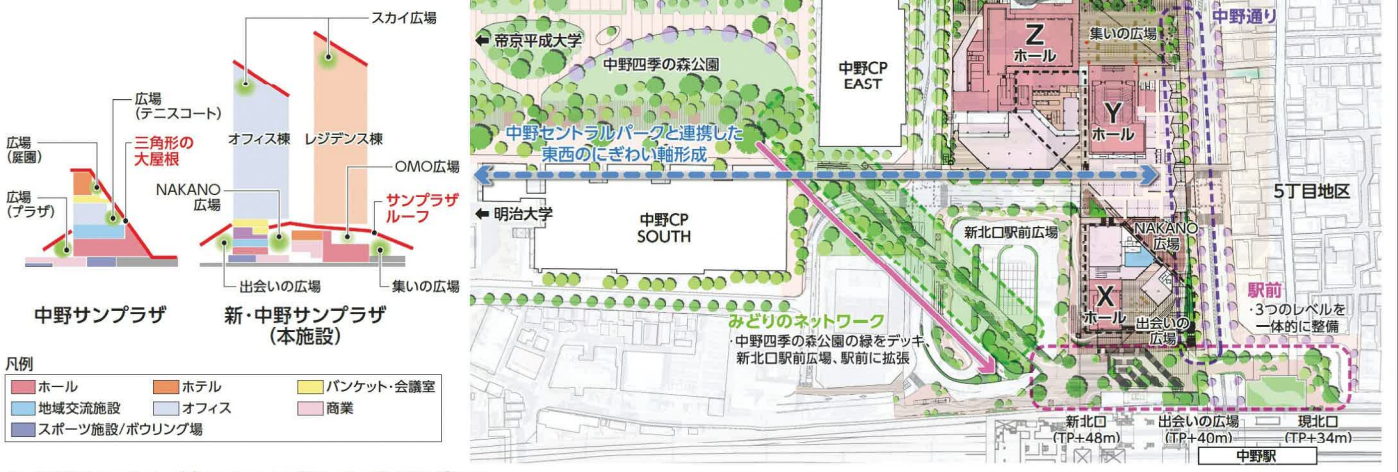 スカイ広場
広場
(テニスコート)
三角形の
大屋根
広場
(庭園)
広場
(プラザ)
オフィス棟
レジデンス棟
OMO広場
NAKANO
広場
サンプラザ
ルーフ
出会いの広場
集いの広場
中野サンプラザ
新・中野サンプラザ
(本施設)
凡例
ホール
ホテル
バンケット・会議室
地域交流施設
オフィス
商業
スポーツ施設/ボウリング場
帝京平成大学
中野四季の森公園
中野CP
EAST
Z
ホール
集いの広場
中野通り
Y
ホール
中野セントラルパークと連携した
東西のにぎわい軸形成
明治大学
中野CP
SOUTH
新北口駅前広場
NAKANO
広場
5丁目地区
X
ホール
出会いの
広場
駅前
・3つのレベルを
一体的に整備
みどりのネットワーク
・中野四季の森公園の緑をデッキ、
新北口駅前広場、駅前に拡張
新北口
(TP+48m)
出会いの広場
(TP+40m)
現北口
(TP+34m)
中野駅